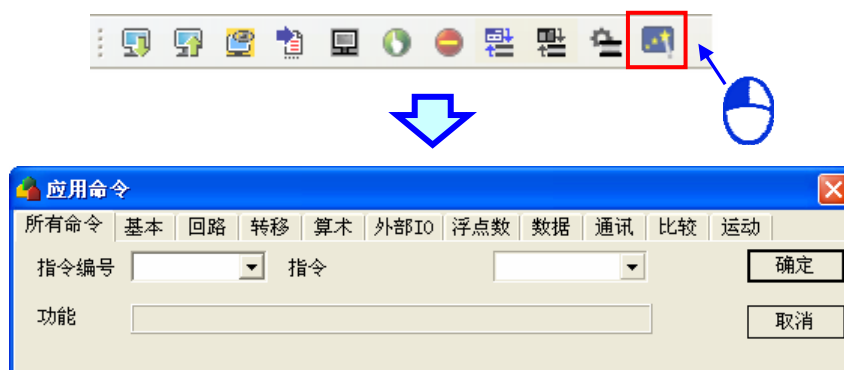 应用命令
所有命令 基本 回路 转移 算术 外部IO 浮点数 数据 通讯 比较 运动
指令编号 指令 确定
功能 取消